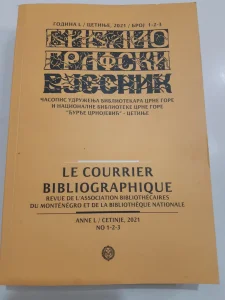 ГОДИНА L / ЦЕТИЊЕ, 2021 / БРОЈ 1-2-3
БИБЛИО
ГРАФСКИ
ВЈЕСНИК
ЧАСОПИС УДРУЖЕЊА БИБЛИОТЕКАРА ЦРНЕ ГОРЕ
И НАЦИОНАЛНЕ БИБЛИОТЕКЕ ЦРНЕ ГОРЕ
"ЂУРЂЕ ЦРНОЈЕВИЋ" - ЦЕТИЊЕ
LE COURRIER
BIBLIOGRAPHIQUE
REVUE DE L'ASSOCIATION BIBLIOTHÉCAIRES
DU MONTÉNÉGRO ET DE LA BIBLIOTHÈQUE NATIONALE
ANNE L / CETINJE, 2021
NO 1-2-3